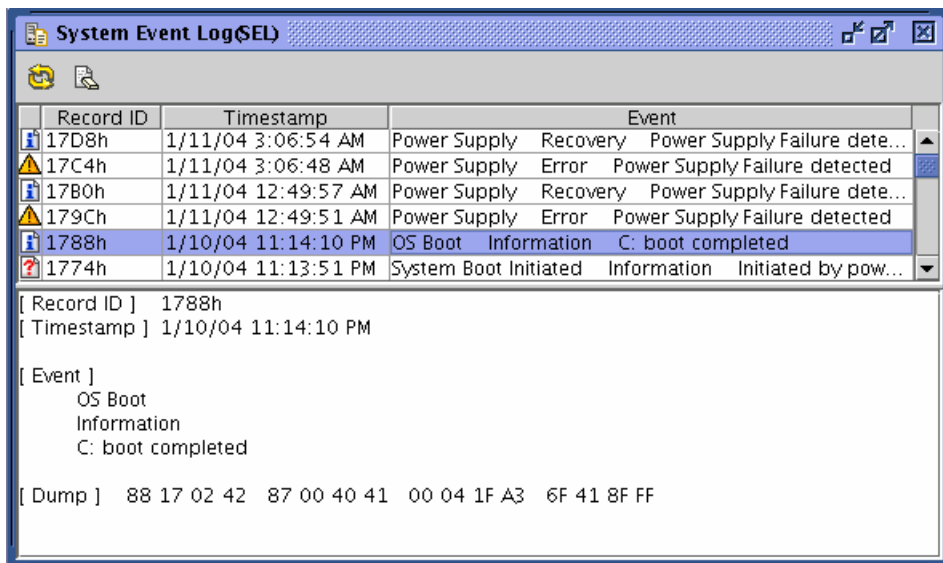 System Event Log(SEL)
Record ID Timestamp Event
17D8h 1/11/04 3:06:54 AM Power Supply Recovery Power Supply Failure dete...
17C4h 1/11/04 3:06:48 AM Power Supply Error Power Supply Failure detected
17B0h 1/11/04 12:49:57 AM Power Supply Recovery Power Supply Failure dete...
179Ch 1/11/04 12:49:51 AM Power Supply Error Power Supply Failure detected
1788h 1/10/04 11:14:10 PM OS Boot Information C: boot completed
1774h 1/10/04 11:13:51 PM System Boot Initiated Information Initiated by pow...
[ Record ID ] 1788h
[ Timestamp ] 1/10/04 11:14:10 PM
[ Event ]
OS Boot
Information
C: boot completed
[ Dump ] 88 17 02 42 87 00 40 41 00 04 1F A3 6F 41 8F FF